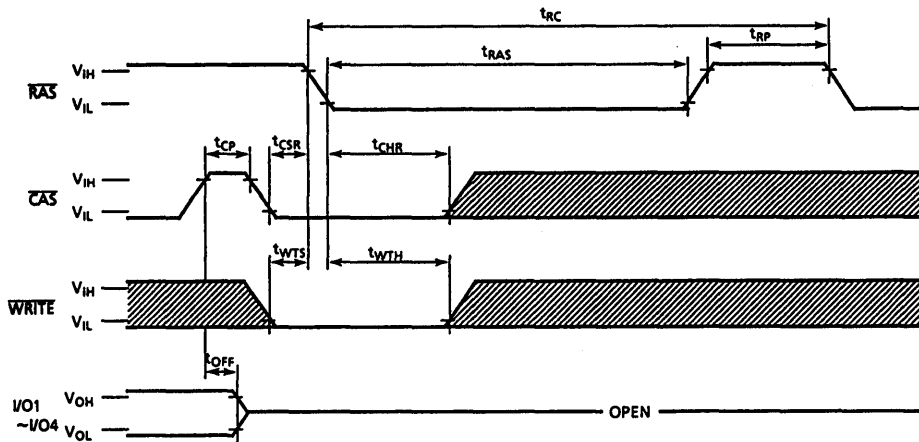 tRC
tRAS
tRP
RAS
VIH
VIL
tCP
tCSR
tCHR
CAS
VIH
VIL
tWTS
tWTH
WRITE
VIH
VIL
tOFF
I/O1
~I/O4
VOH
VOL
OPEN